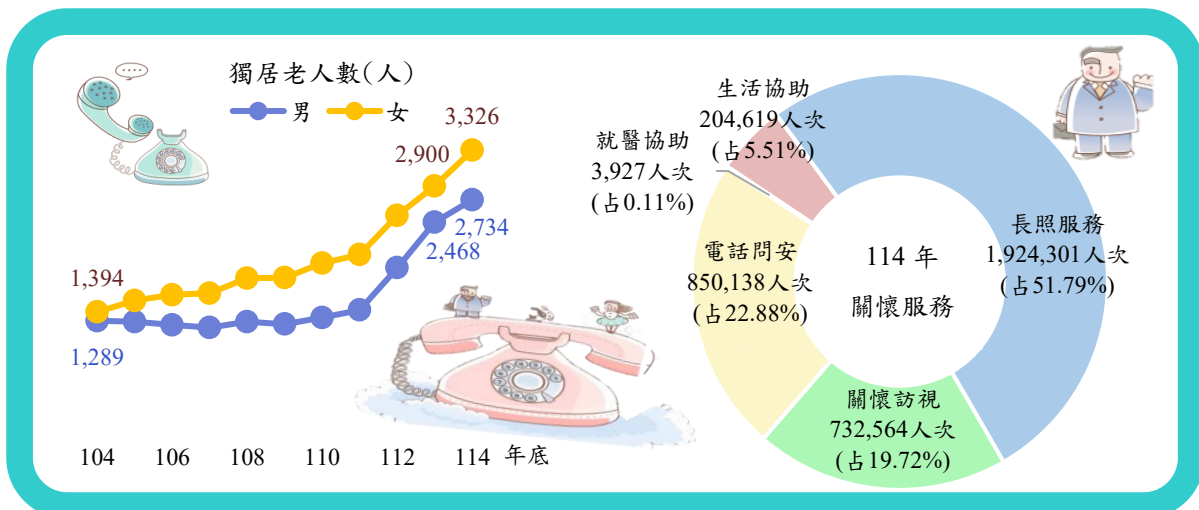 獨居老人數(人)
男 女
3,326
2,900
2,734
2,468
1,394
1,289
104 106 108 110 112 114 年底
生活協助
204,619人次
(占5.51%)
就醫協助
3,927人次
(占0.11%)
電話問安
850,138人次
(占22.88%)
114 年
關懷服務
長照服務
1,924,301人次
(占51.79%)
關懷訪視
732,564人次
(占19.72%)